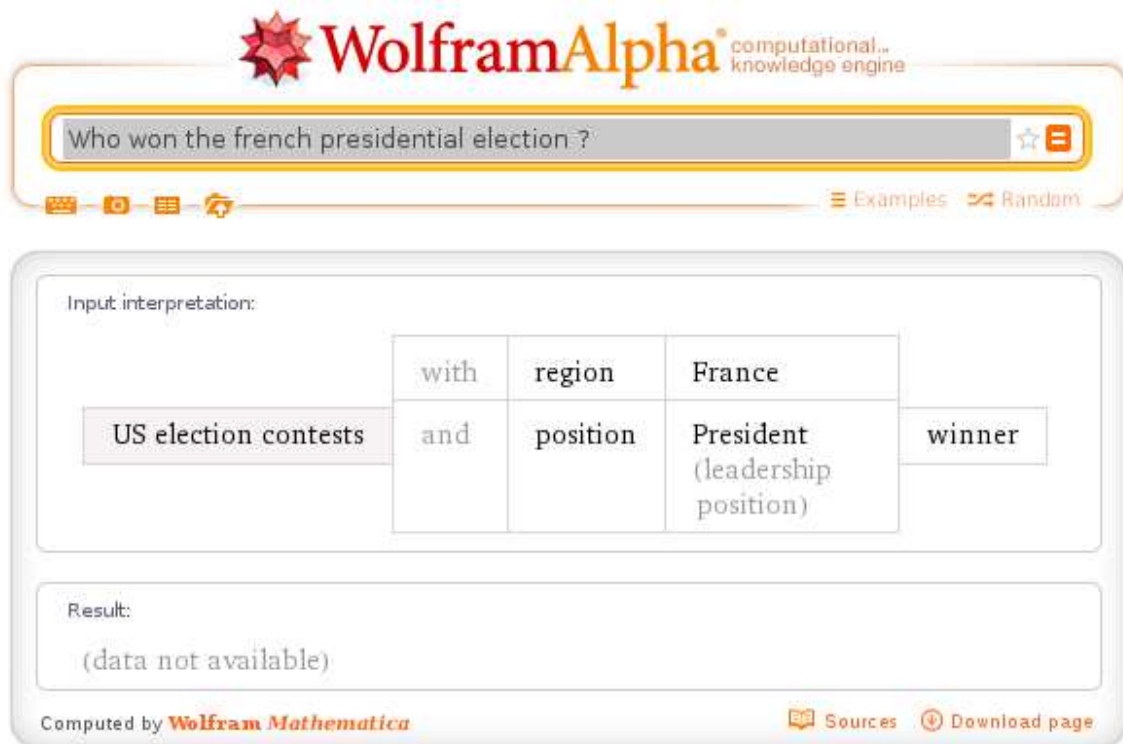 WolframAlpha® computational...
knowledge engine
Who won the french presidential election ?
Examples Random
Input interpretation:
with region France
US election contests and position President winner
(leadership
position)
Result:
(data not available)
Computed by Wolfram Mathematica Sources Download page